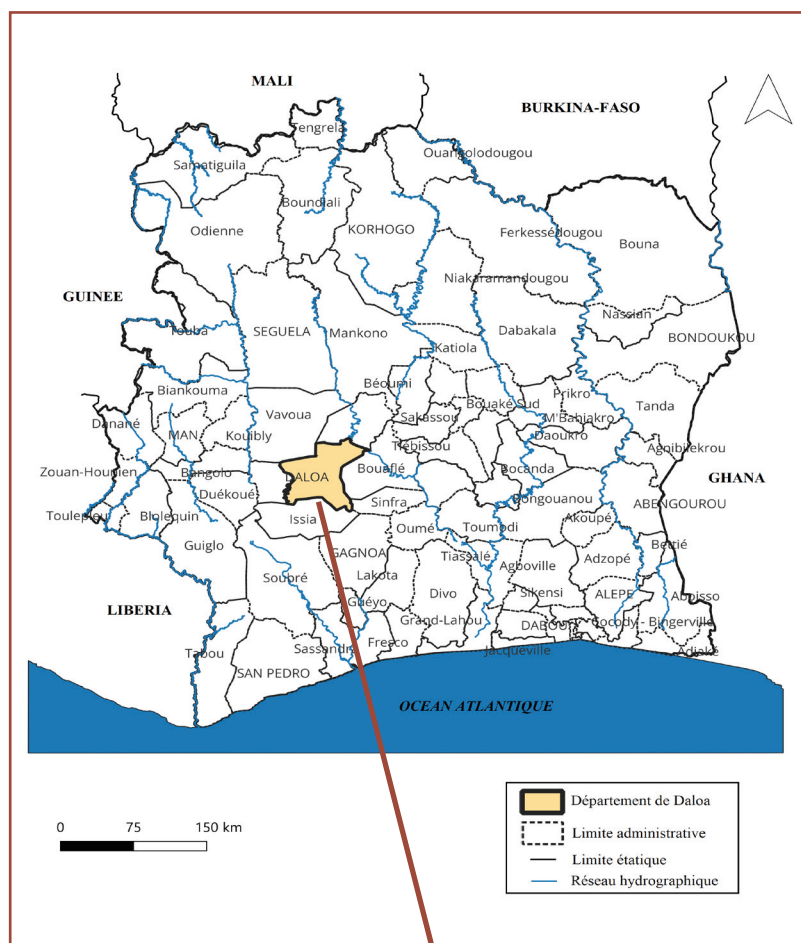 MALI
BURKINA-FASO
Tengrela
Ouangolodougou
Samatiguila
Boundiali
Odienne
KORHOGO
Ferkessédougou
Bouna
Niakaramandougou
GUINEE
Nassian
Touba
SEGUELA
Mankono
Dabakala
BONDOUKOU
Katiola
Béoumi
Biankouma
Prikro
Bouaké Sud
Tanda
Vavoua
Sakassou
M'Bahiakro
Danané
MAN
Kouibly
Daoukro
Tiébissou
Agnibilekrou
Zouan-Hounien
Bangolo
DALOA
Bouaflé
Bocanda
GHANA
Duékoué
Sinfra
Bongouanou
ABENGOUROU
Toulepleu
Blolequin
Issia
Oumé
Toumodi
Akoupé
Guiglo
GAGNOA
Tiassalé
Bettié
Soubré
Lakota
Agboville
Adzopé
LIBERIA
Guéyo
Divo
Sikensi
ALEPE
Aboisso
Grand-Lahou
DABOU
Cocody
Bingerville
Tabou
Sassandra
Fresco
Jacqueville
Adiaké
SAN PEDRO
OCEAN ATLANTIQUE
Département de Daloa
0 75 150 km
Limite administrative
Limite étatique
Réseau hydrographique